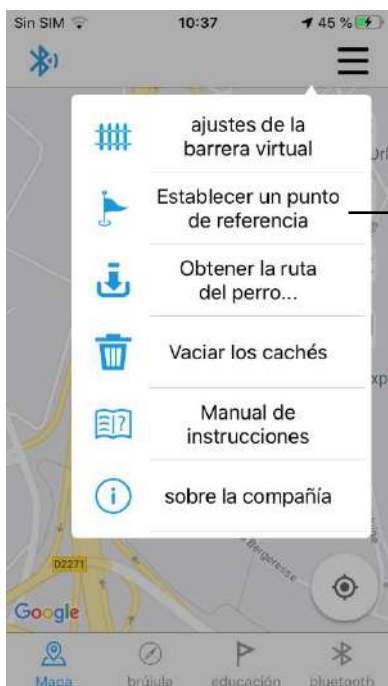 Sin SIM 10:37 45 %
ajustes de la
barrera virtual
Establecer un punto
de referencia
Obtener la ruta
del perro...
Vaciar los cachés
Manual de
instrucciones
sobre la compañía
Bergeresse
D2271
Google
Mapa brújula educación bluetooth